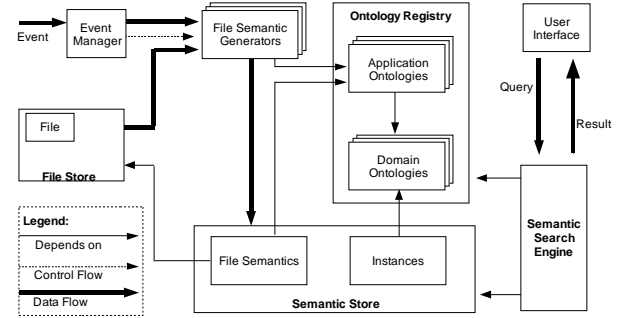 Event
Event
Manager
File Semantic
Generators
Ontology Registry
Application
Ontologies
Domain
Ontologies
User
Interface
Query
Result
File
File Store
Legend:
Depends on
Control Flow
Data Flow
File Semantics
Instances
Semantic Store
Semantic
Search
Engine